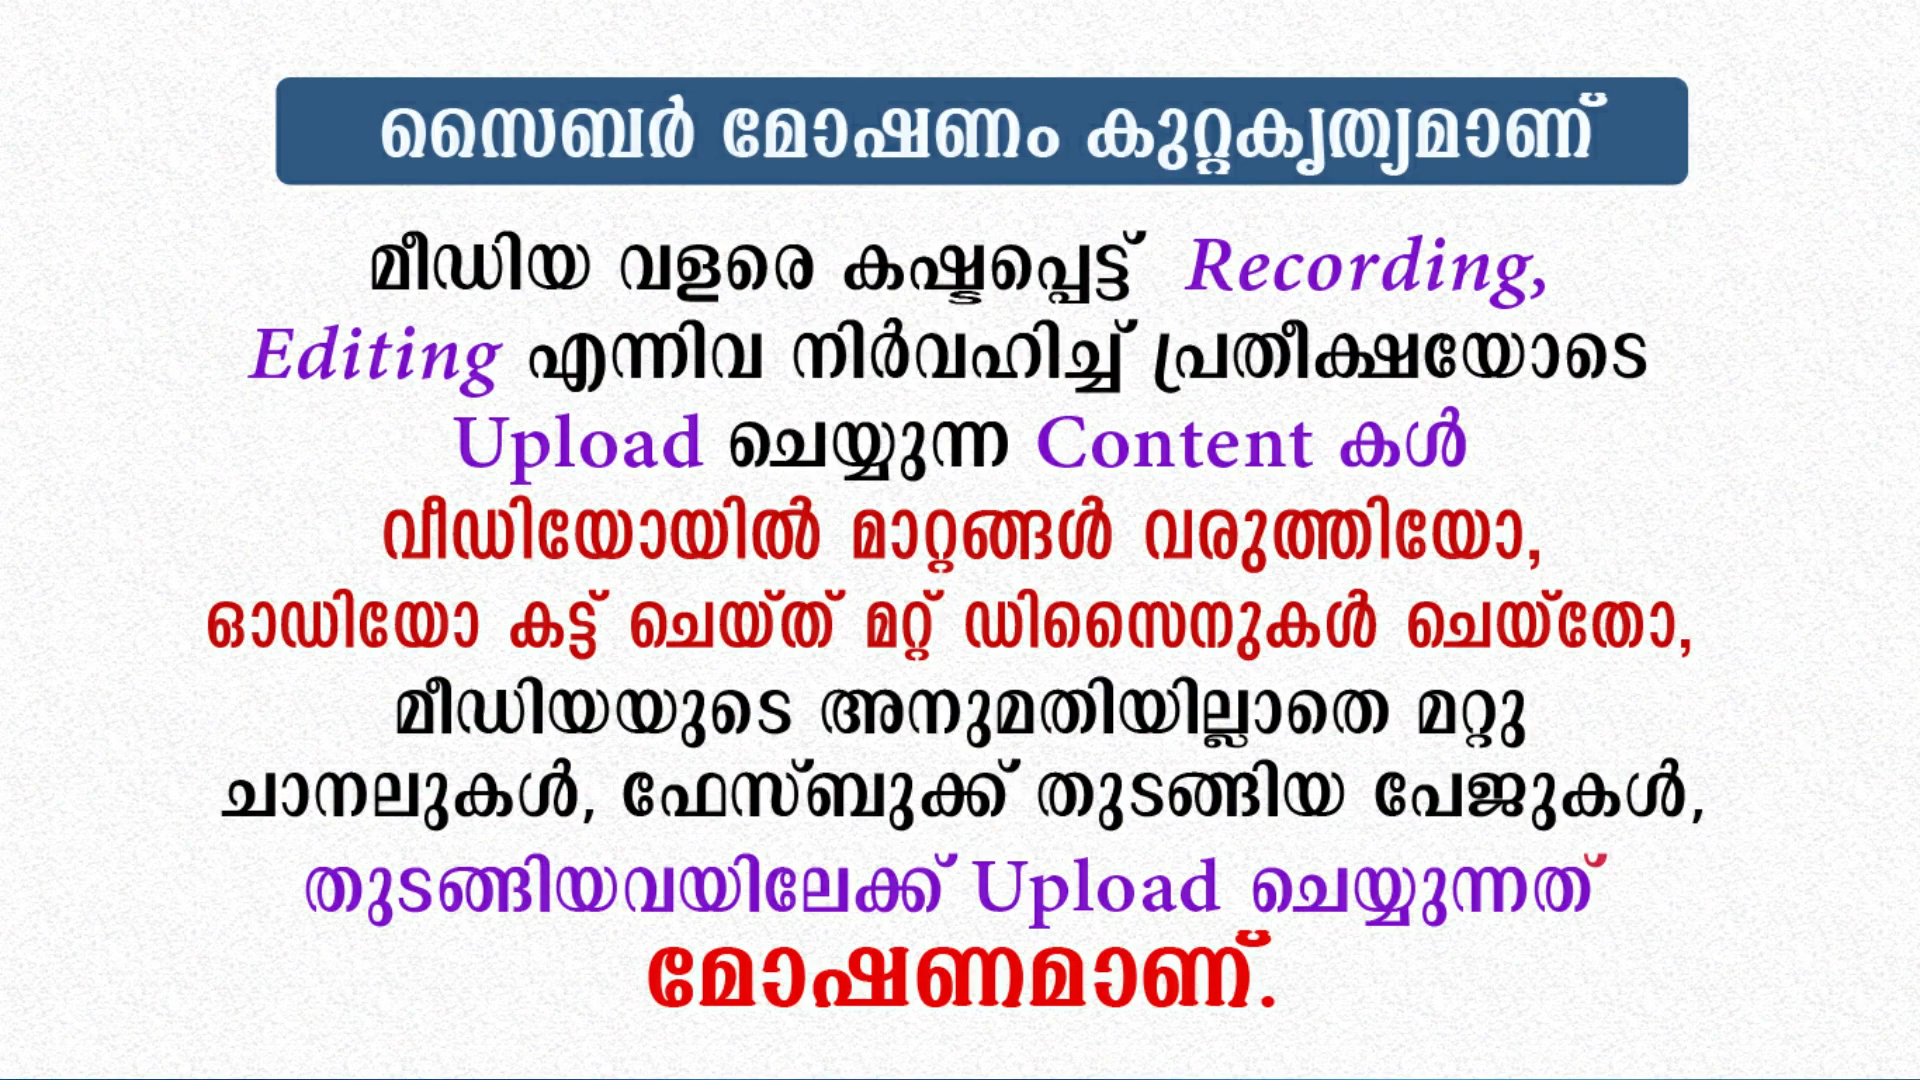 സൈബർ മോഷണം കുറ്റകൃത്യമാണ്
മീഡിയ വളരെ കഷ്ടപ്പെട്ട് Recording,
Editing എന്നിവ നിർവഹിച്ച് പ്രതീക്ഷയോടെ
Upload ചെയ്യുന്ന Content കൾ
വീഡിയോയിൽ മാറ്റങ്ങൾ വരുത്തിയോ,
ഓഡിയോ കട്ട് ചെയ്ത് മറ്റ് ഡിസൈനുകൾ ചെയ്തോ,
മീഡിയയുടെ അനുമതിയില്ലാതെ മറ്റു
ചാനലുകൾ, ഫേസ്ബുക്ക് തുടങ്ങിയ പേജുകൾ,
തുടങ്ങിയവയിലേക്ക് Upload ചെയ്യുന്നത്
മോഷണമാണ്.